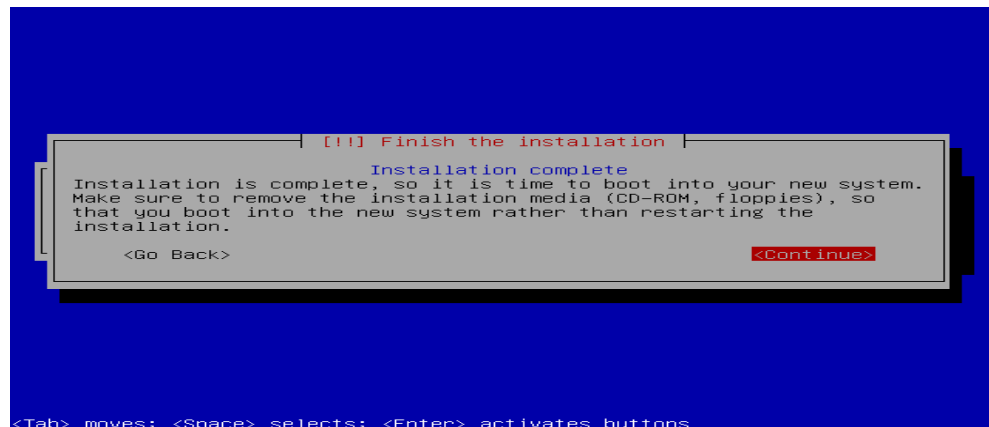 [!!] Finish the installation
Installation complete
Installation is complete, so it is time to boot into your new system.
Make sure to remove the installation media (CD-ROM, floppies), so
that you boot into the new system rather than restarting the
installation.
<Go Back> <Continue>
<Tab> moves; <Space> selects; <Enter> activates buttons